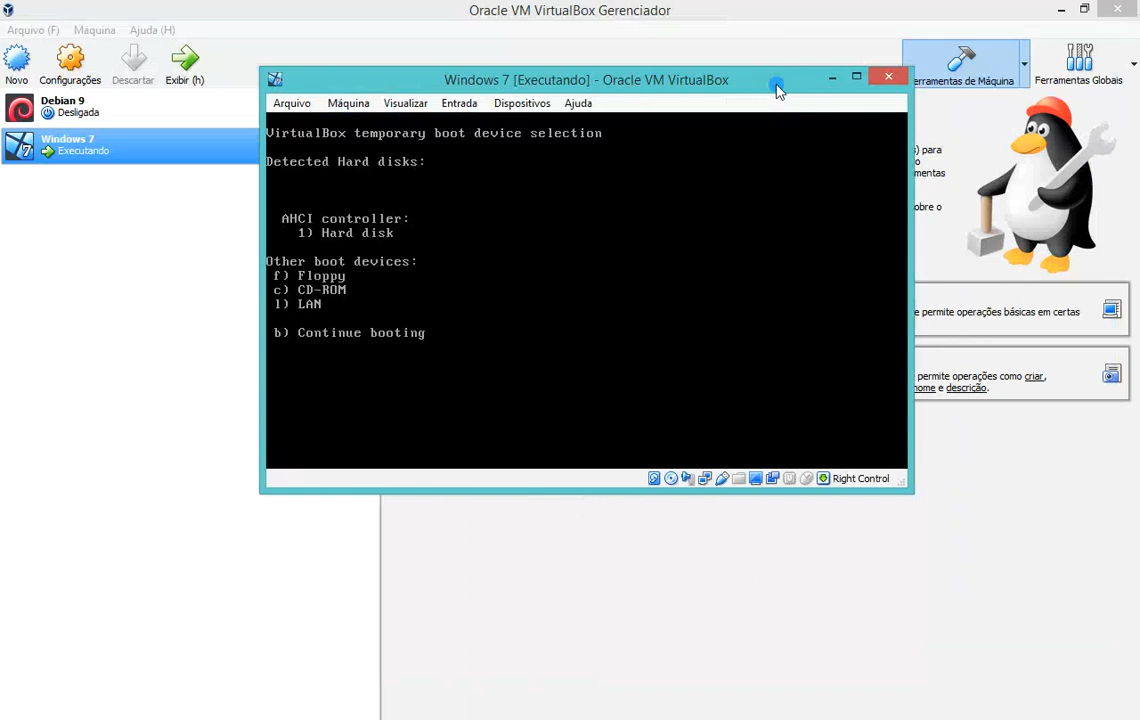 Oracle VM VirtualBox Gerenciador
Arquivo (F) Máquina Ajuda (H)
Novo Configurações Descartar Exibir (h)
erramentas de Máquina Ferramentas Globais
Debian 9
Desligada
Windows 7
Executando
Windows 7 [Executando] - Oracle VM VirtualBox
Arquivo Máquina Visualizar Entrada Dispositivos Ajuda
VirtualBox temporary boot device selection
Detected Hard disks:
AHCI controller:
1) Hard disk
Other boot devices:
f) Floppy
c) CD-ROM
l) LAN
b) Continue booting
Right Control
s) para
o
mentas
obre o
e permite operações básicas em certas
permite operações como criar,
nome e descrição.